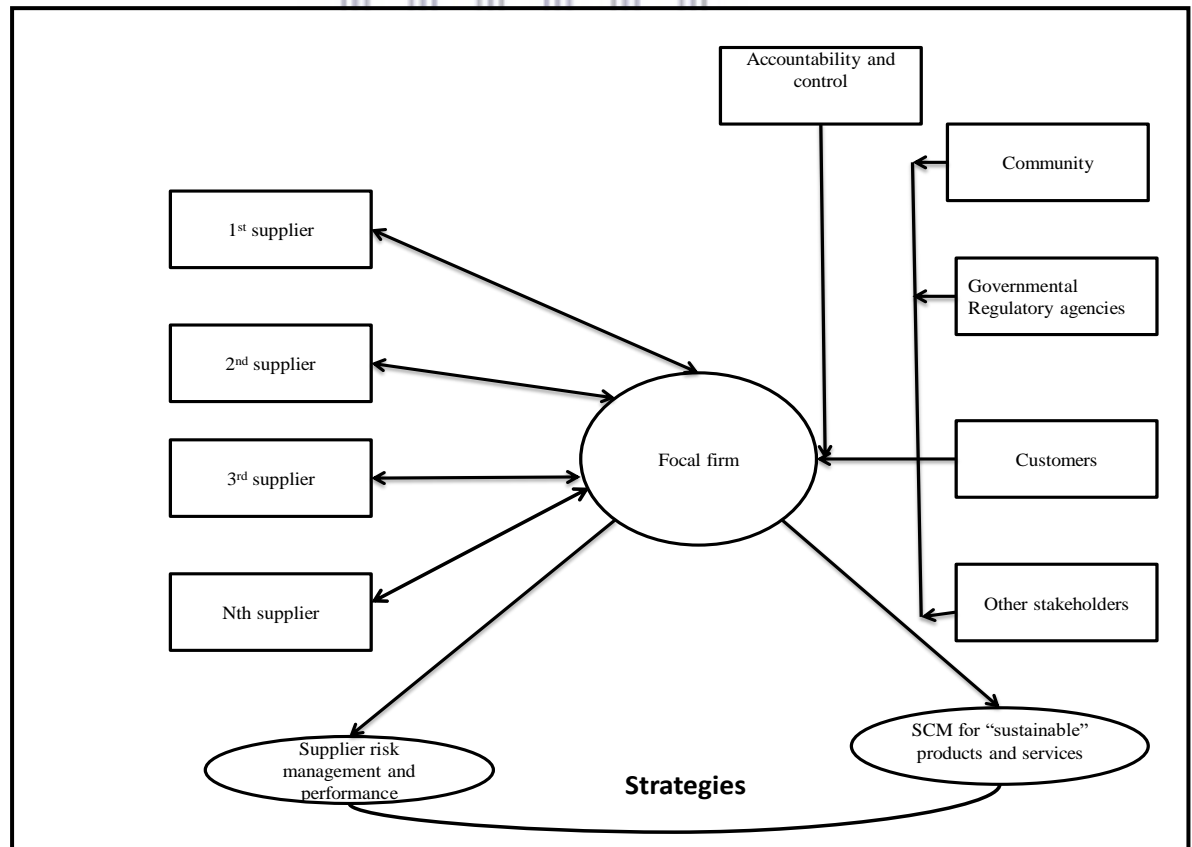 Accountability and
control
Community
1st supplier
Governmental
Regulatory agencies
2nd supplier
Focal firm
Customers
3rd supplier
Nth supplier
Other stakeholders
Supplier risk
management and
performance
SCM for “sustainable”
products and services
Strategies